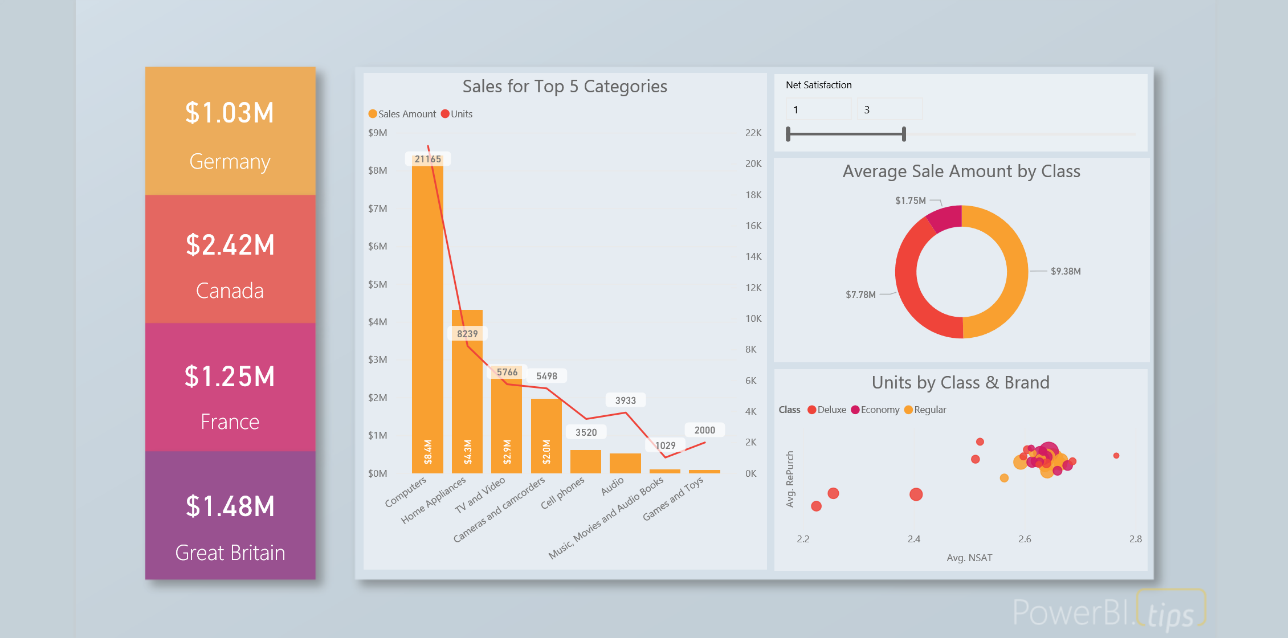 $1.03M
Germany
$2.42M
Canada
$1.25M
France
$1.48M
Great Britain
Sales for Top 5 Categories
Sales Amount Units
$9M
$8M
$7M
$6M
$5M
$4M
$3M
$2M
$1M
$0M
22K
20K
18K
16K
14K
12K
10K
8K
6K
4K
2K
0K
21165
8239
5766
5498
3520
3933
1029
2000
$8.4M
$4.3M
$2.9M
$2.0M
Computers
Home Appliances
TV and Video
Cameras and camcorders
Cell phones
Audio
Music, Movies and Audio Books
Games and Toys
Net Satisfaction
1 3
Average Sale Amount by Class
$1.75M
$9.38M
$7.78M
Units by Class & Brand
Class Deluxe Economy Regular
Avg. RePurch
2.2 2.4 2.6 2.8
Avg. NSAT
PowerBI.tips